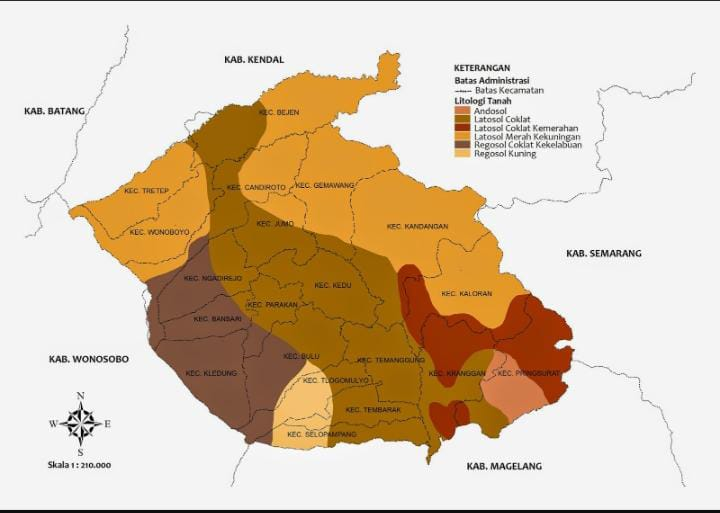 KAB. KENDAL
KETERANGAN
Batas Administrasi
Batas Kecamatan
Litologi Tanah
Andosol
Latosol Coklat
Latosol Coklat Kemerahan
Latosol Merah Kekuningan
Regosol Coklat Kekelabuan
Regosol Kuning
KAB. BATANG
KEC. BEJEN
KEC. TRETEP
KEC. CANDIROTO
KEC. GEMAWANG
KEC. WONOBOYO
KEC. JUMO
KEC. KANDANGAN
KAB. SEMARANG
KEC. NGADIREJO
KEC. KEDU
KEC. KALORAN
KEC. PARAKAN
KEC. BANSARI
KAB. WONOSOBO
KEC. BULU
KEC. TEMANGGUNG
KEC. KLEDUNG
KEC. TLOGOMULYO
KEC. KRANGGAN
KEC. PRINGSURAT
KEC. TEMBARAK
KEC. SELOPAMPANG
N
W
E
S
Skala 1 : 210.000
KAB. MAGELANG